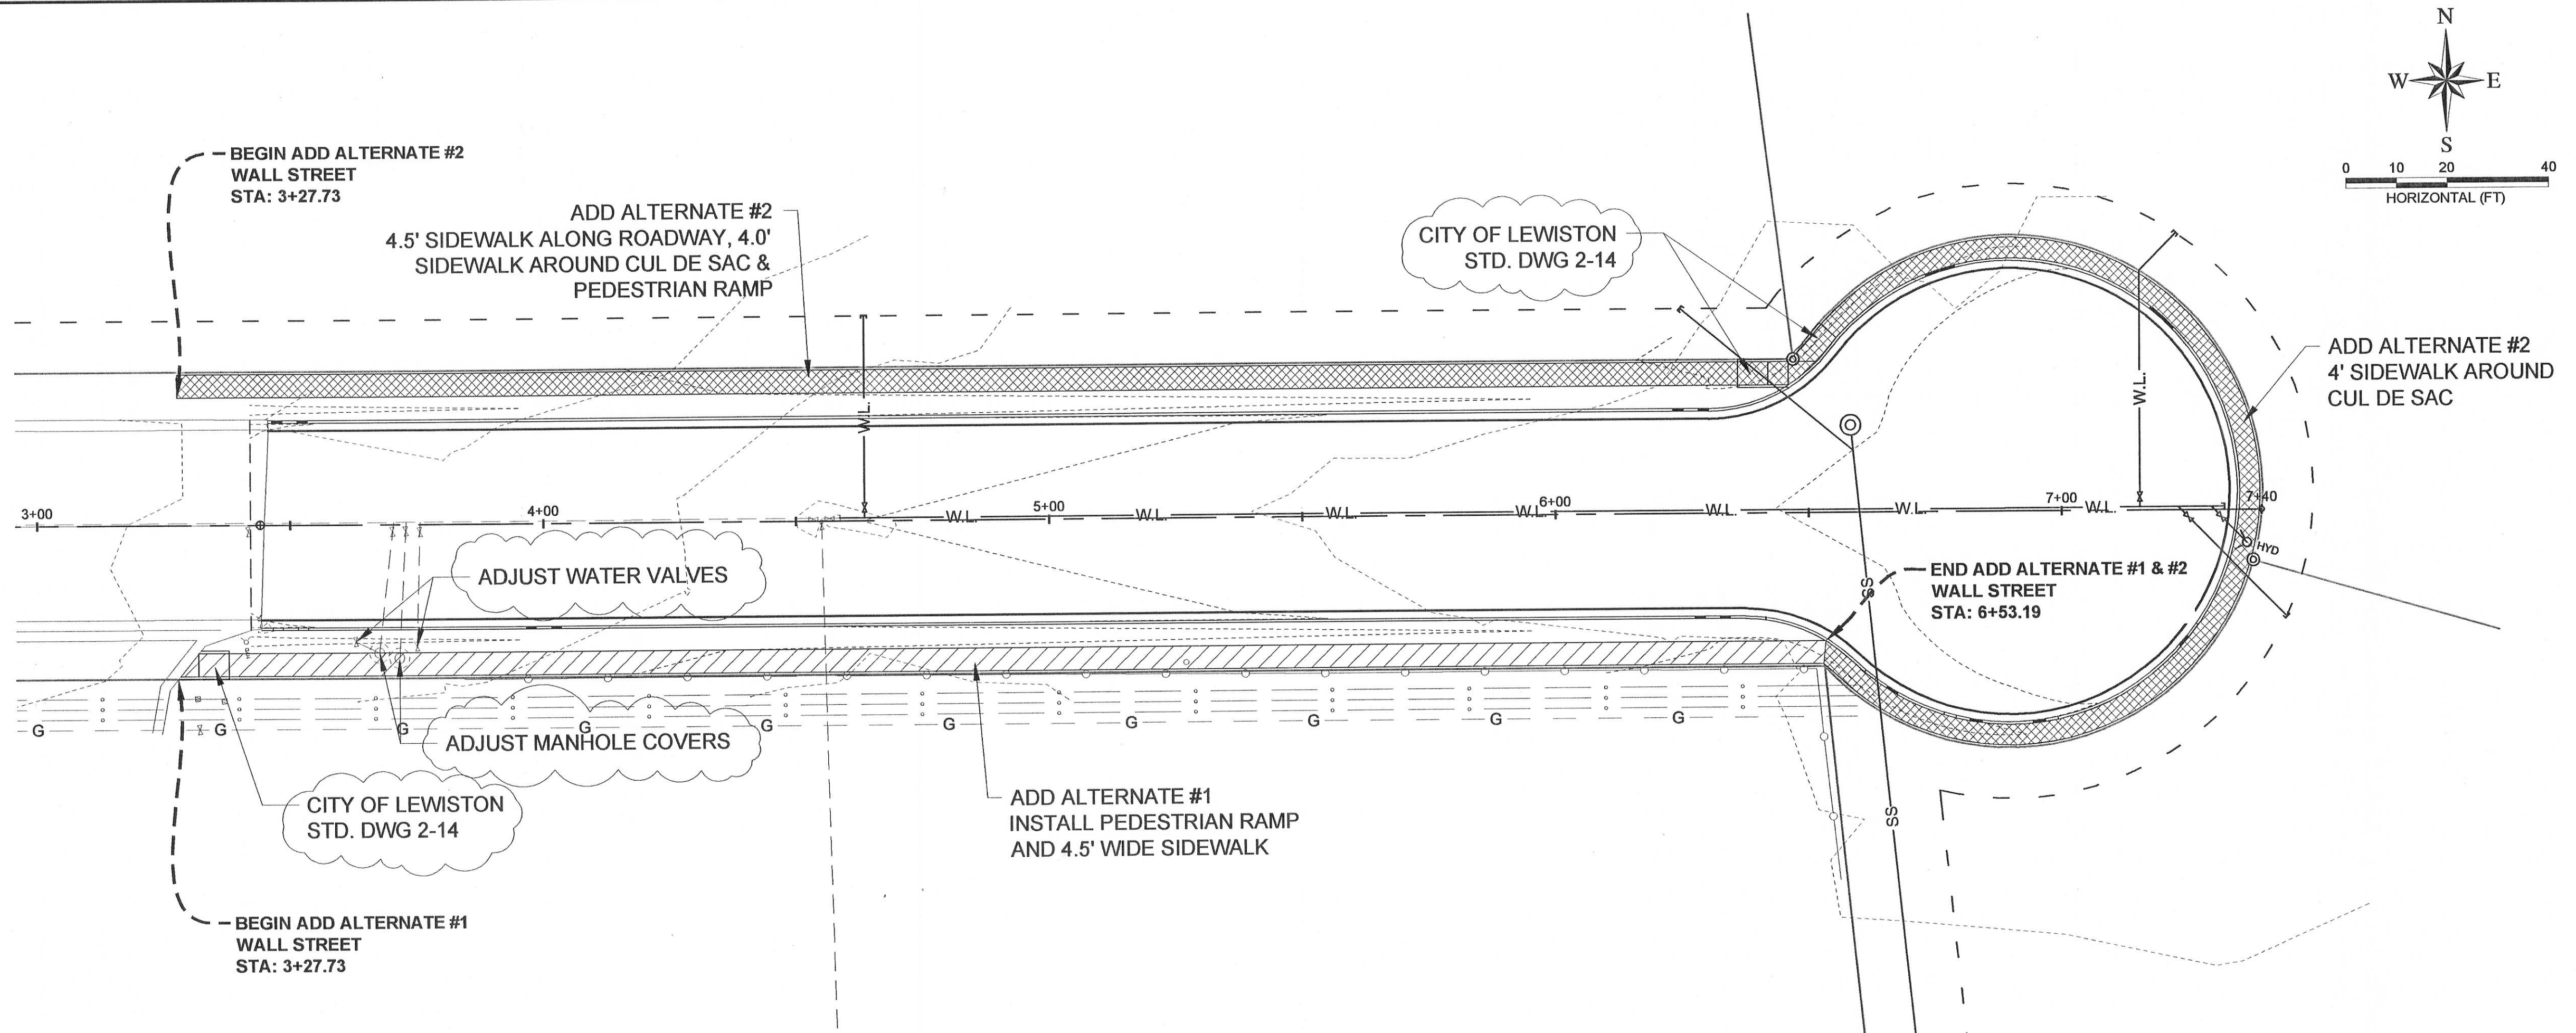 N
W E
S
0 10 20 40
HORIZONTAL (FT)
BEGIN ADD ALTERNATE #2
WALL STREET
STA: 3+27.73
ADD ALTERNATE #2
4.5' SIDEWALK ALONG ROADWAY, 4.0'
SIDEWALK AROUND CUL DE SAC &
PEDESTRIAN RAMP
CITY OF LEWISTON
STD. DWG 2-14
ADD ALTERNATE #2
4' SIDEWALK AROUND
CUL DE SAC
W.L.
W.L.
3+00
4+00
5+00
6+00
7+00
7+40
W.L. W.L. W.L. W.L. W.L. W.L. W.L.
HYD
ADJUST WATER VALVES
END ADD ALTERNATE #1 & #2
WALL STREET
STA: 6+53.19
SS
SS
G G G G G G G G G G
ADJUST MANHOLE COVERS
CITY OF LEWISTON
STD. DWG 2-14
ADD ALTERNATE #1
INSTALL PEDESTRIAN RAMP
AND 4.5' WIDE SIDEWALK
BEGIN ADD ALTERNATE #1
WALL STREET
STA: 3+27.73